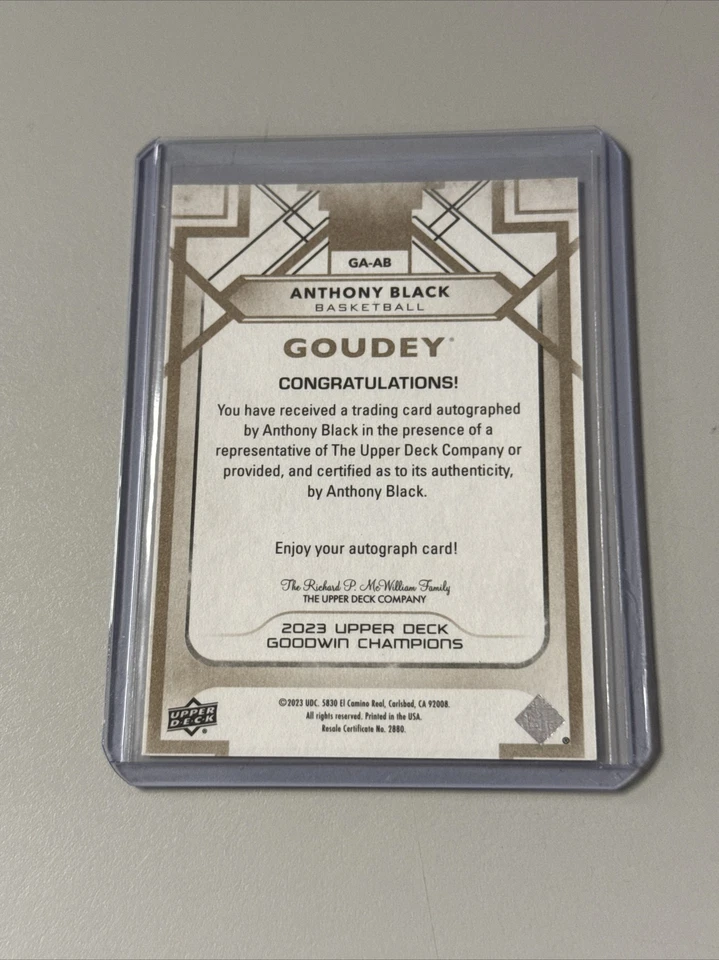 GA-AB
ANTHONY BLACK
BASKETBALL
GOUDEY®
CONGRATULATIONS!
You have received a trading card autographed
by Anthony Black in the presence of a
representative of The Upper Deck Company or
provided, and certified as to its authenticity,
by Anthony Black.
Enjoy your autograph card!
The Richard P. McWilliam Family
THE UPPER DECK COMPANY
2023 UPPER DECK
GOODWIN CHAMPIONS
©2023 UDC. 5830 El Camino Real, Carlsbad, CA 92008.
All rights reserved. Printed in the USA.
Resale Certificate No. 2880.
UPPER
DECK®
®